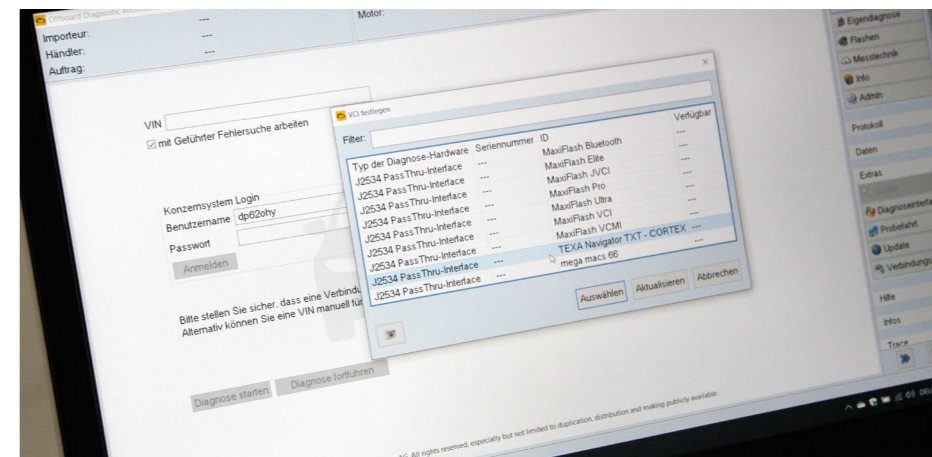 Offboard Diagnostic
Importeur: ---
Händler: ---
Auftrag: ---
Motor:
VIN
mit Geführter Fehlersuche arbeiten
Konzernsystem Login
Benutzername dp62ohy
Passwort
Anmelden
Bitte stellen Sie sicher, dass eine
Alternativ können Sie eine VIN manuell
Diagnose starten Diagnose fortführen
VCI festlegen
Filter:
Typ der Diagnose-Hardware Seriennummer ID Verfügbar
J2534 PassThru-Interface --- MaxiFlash Bluetooth ---
J2534 PassThru-Interface --- MaxiFlash Elite ---
J2534 PassThru-Interface --- MaxiFlash JVCI ---
J2534 PassThru-Interface --- MaxiFlash Pro ---
J2534 PassThru-Interface --- MaxiFlash Ultra ---
J2534 PassThru-Interface --- MaxiFlash VCI ---
J2534 PassThru-Interface --- MaxiFlash VCMI ---
J2534 PassThru-Interface --- TEXA Navigator TXT - CORTEX ---
J2534 PassThru-Interface --- mega macs 66 ---
Auswählen Aktualisieren Abbrechen
Eigendiagnose
Flashen
Messtechnik
Info
Admin
Protokoll
Daten
Extras
Probefahrt
Update
Hilfe
Infos
Trace
AG. All rights reserved, especially but not limited to duplication, distribution and making publicly available.